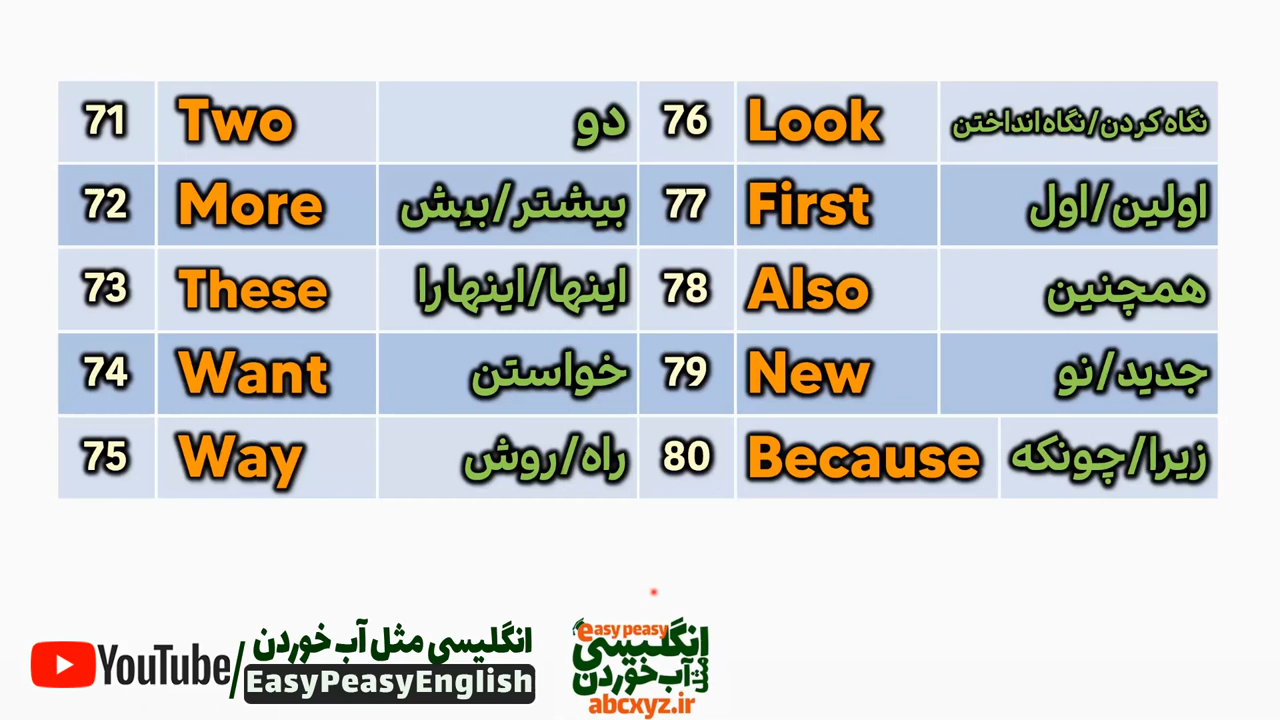 71 Two دو 76 Look نگاه کردن/نگاه انداختن
72 More بیشتر/بیش 77 First اولین/اول
73 These اینها/اینهارا 78 Also همچنین
74 Want خواستن 79 New جدید/نو
75 Way راه/روش 80 Because زیرا/چونکه
YouTube/انگلیسی مثل آب خوردن
EasyPeasyEnglish
easy peasy
انگلیسی
مثل آب خوردن
abcxyz.ir